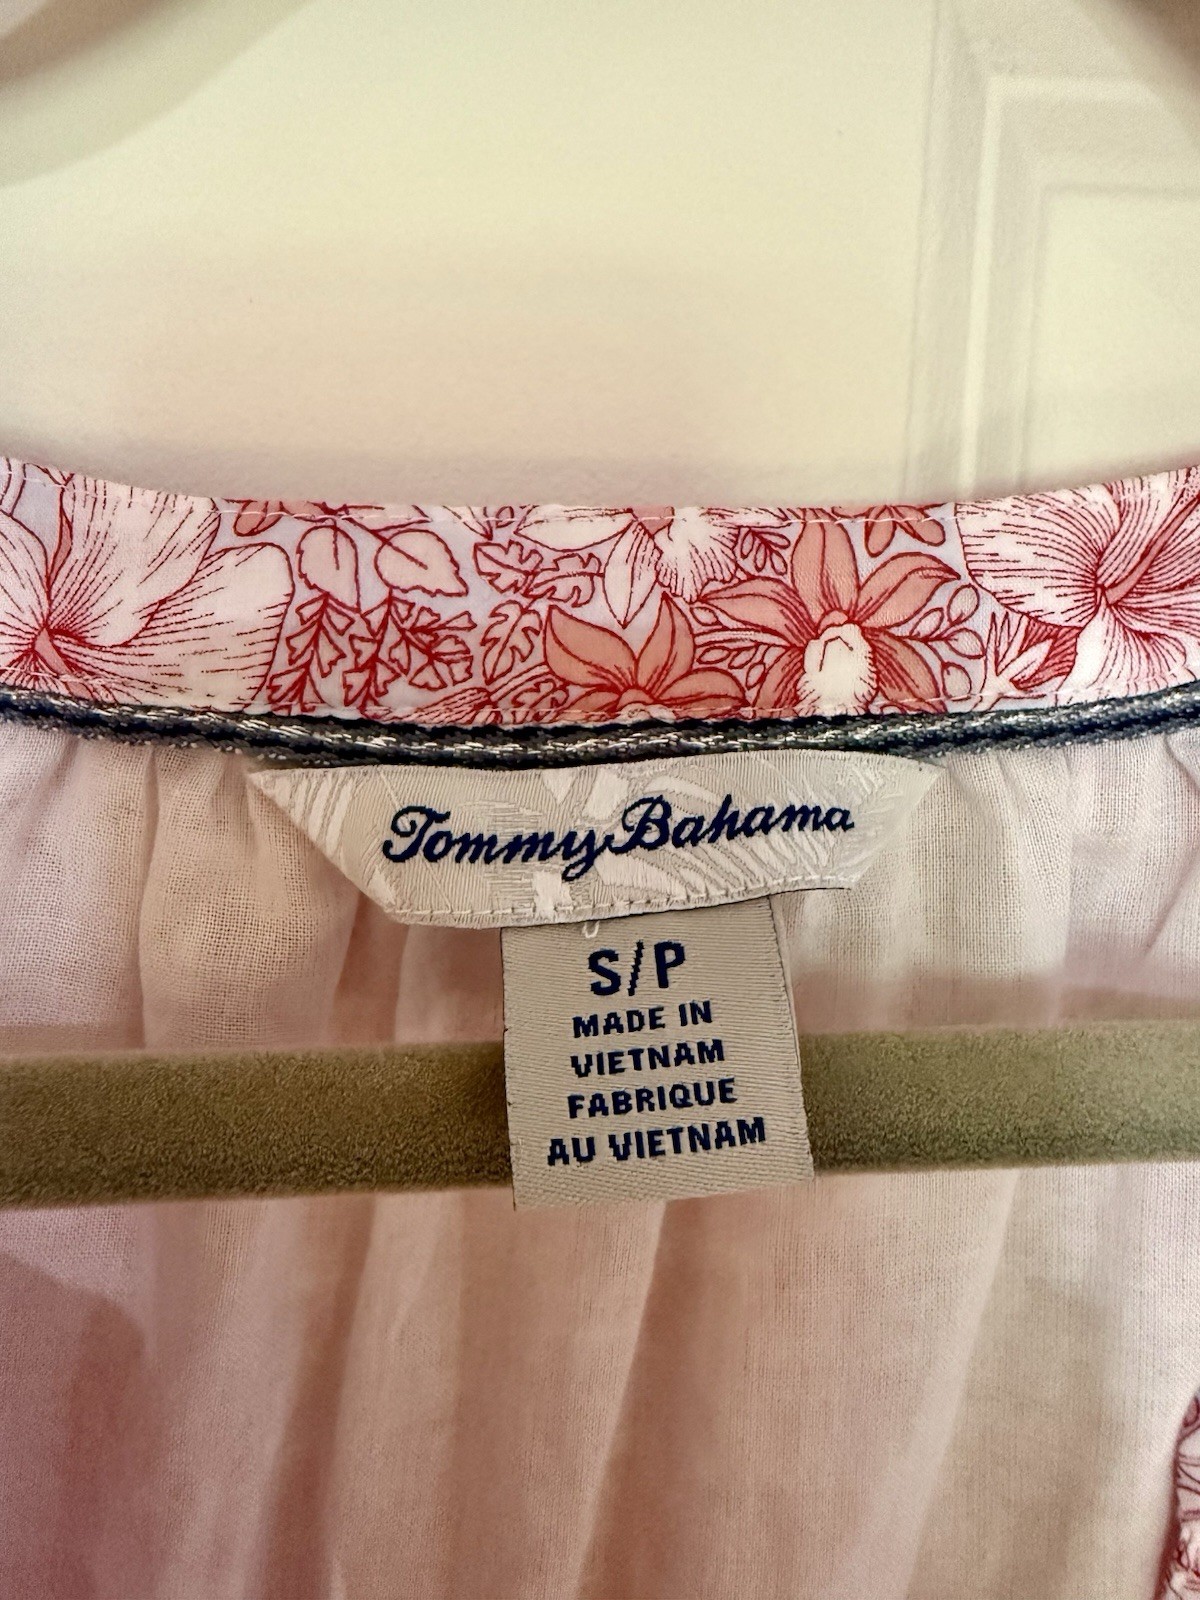 Tommy Bahama
S/P
MADE IN
VIETNAM
FABRIQUE
AU VIETNAM